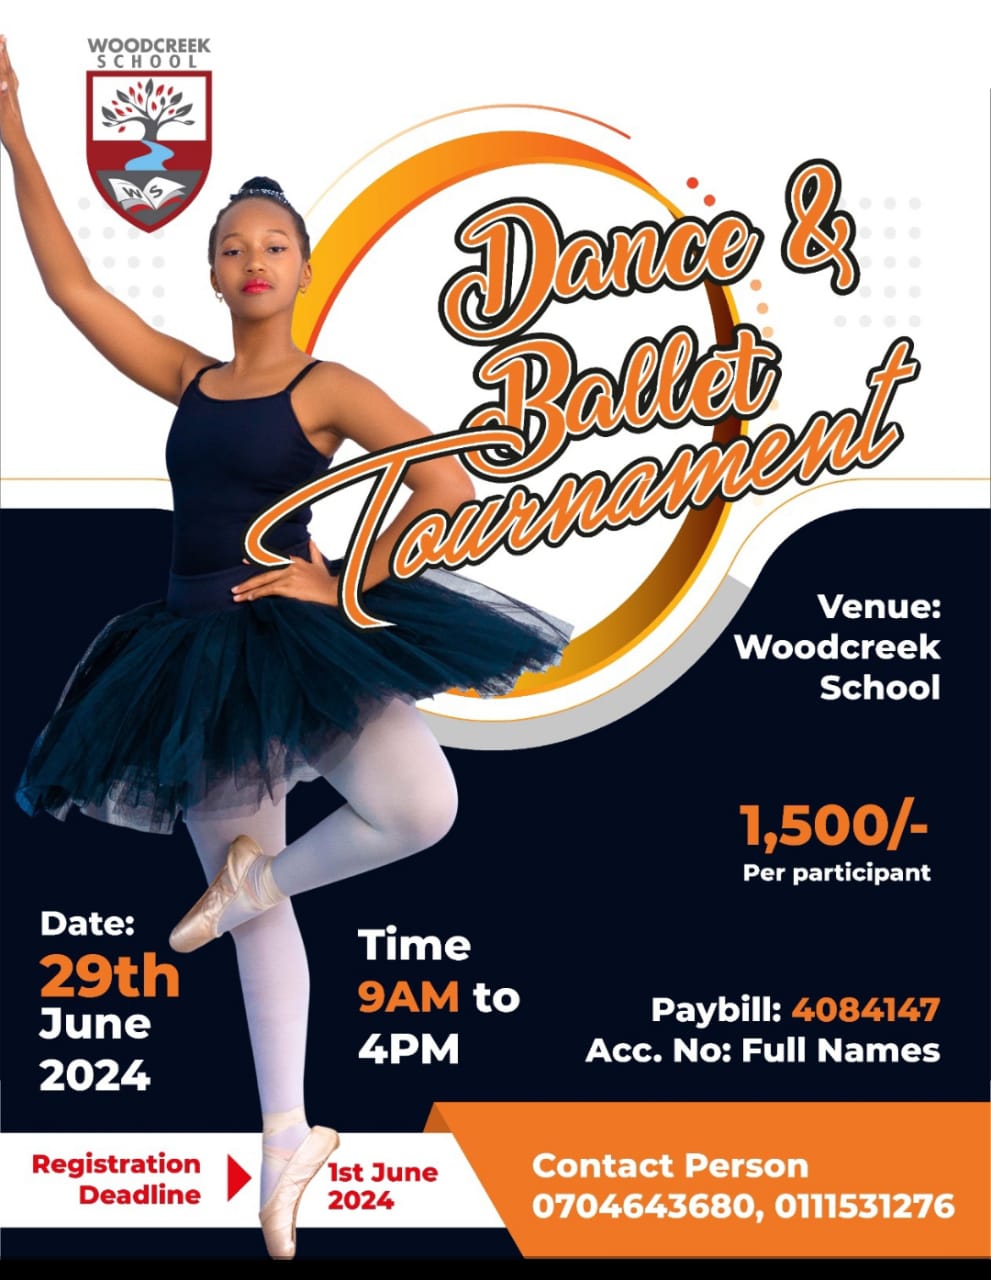 WOODCREEK
SCHOOL
W S
Dance &
Ballet
Tournament
Venue:
Woodcreek
School
1,500/-
Per participant
Date:
29th
June
2024
Time
9AM to
4PM
Paybill: 4084147
Acc. No: Full Names
Registration
Deadline
1st June
2024
Contact Person
0704643680, 0111531276